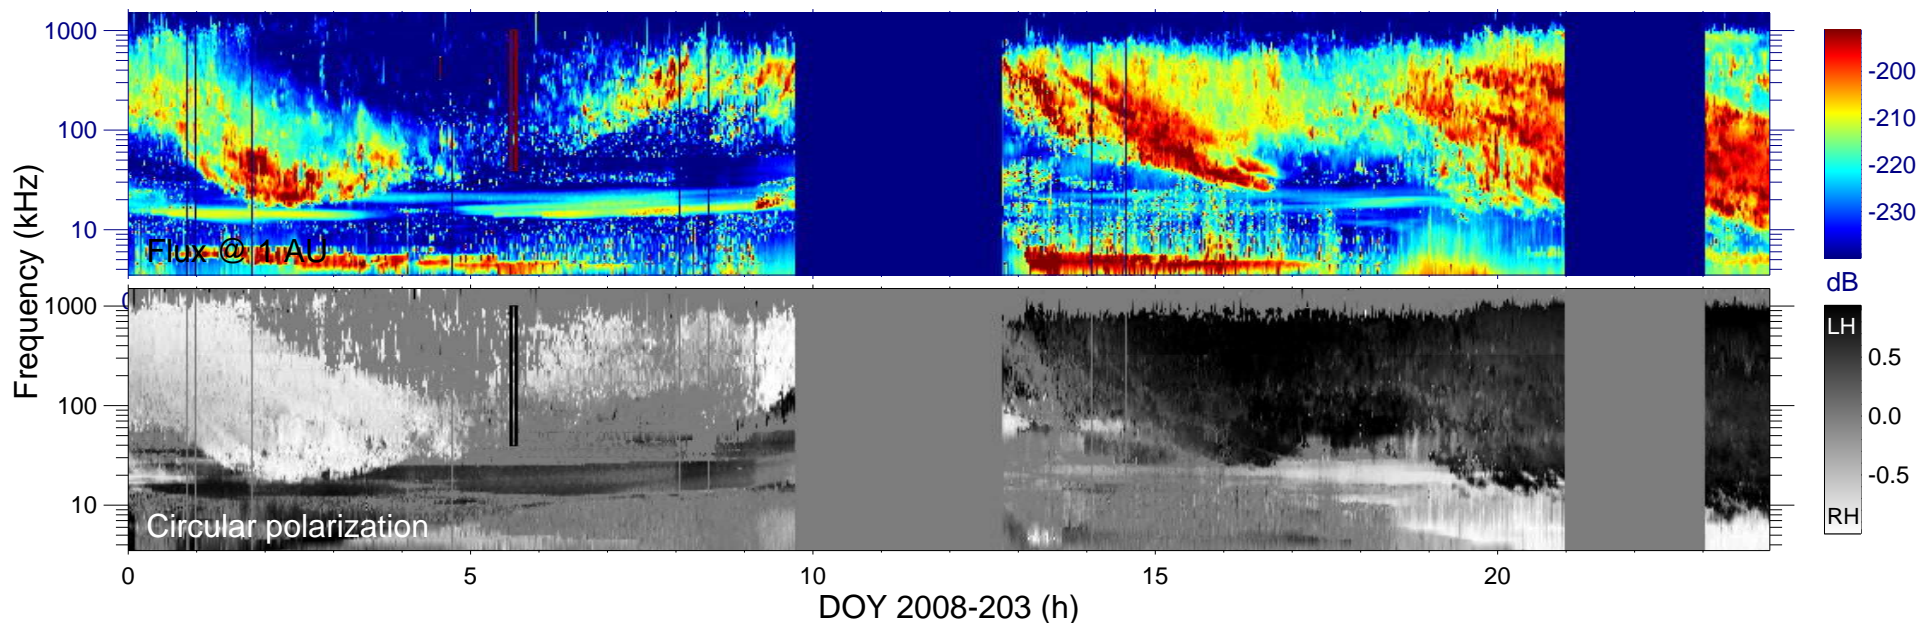 1000
100
10
Flux @ 1 AU
-200
-210
-220
-230
dB
Frequency (kHz)
0
1000
100
10
Circular polarization
LH
0.5
0.0
-0.5
RH
0
5
10
15
20
DOY 2008-203 (h)